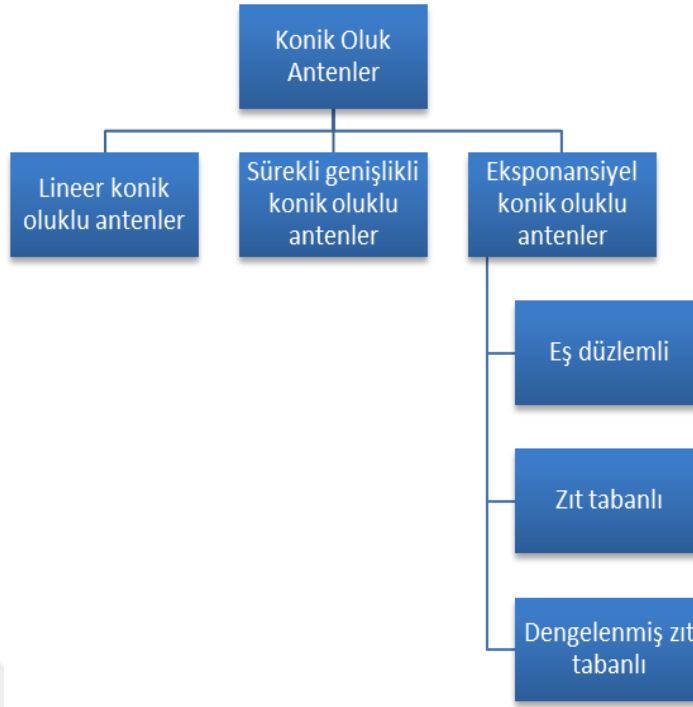 Konik Oluk
Antenler
Lineer konik
oluklu antenler
Sürekli genişlikli
konik oluklu
antenler
Eksponansiyel
konik oluklu
antenler
Eş düzlemli
Zıt tabanlı
Dengelenmiş zıt
tabanlı